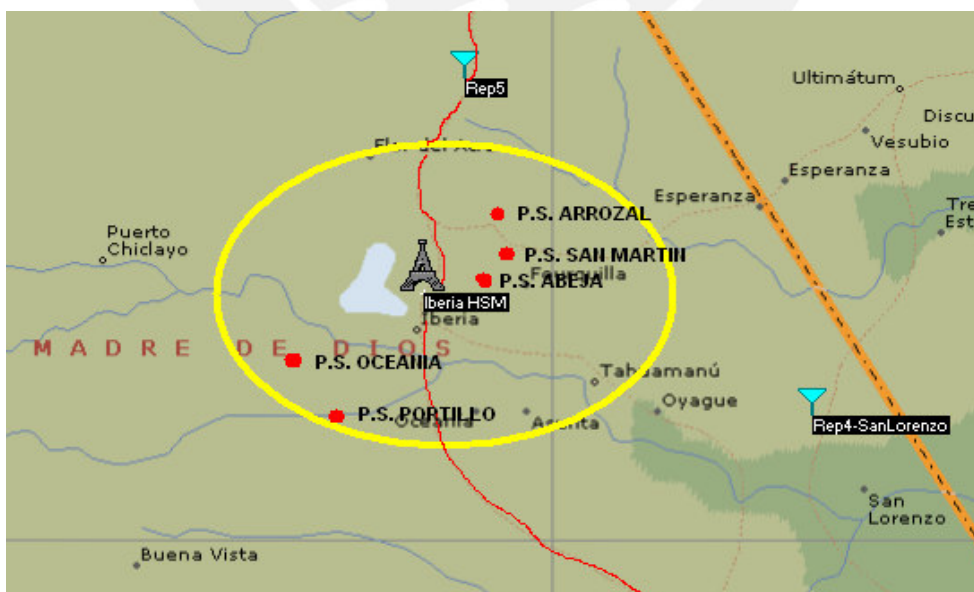 Rep5
Ultimátum
Discu
Vesubio
Esperanza
Esperanza
Tre
Est
P.S. ARROZAL
Puerto
Chiclayo
P.S. SAN MARTIN
P.S. ABEJA
Iberia HSM
Iberia
MADRE DE DIOS
P.S. OCEANIA
Tahuamanú
P.S. PORTILLO
Oceanía
Oyague
Rep4-SanLorenzo
San
Lorenzo
Buena Vista